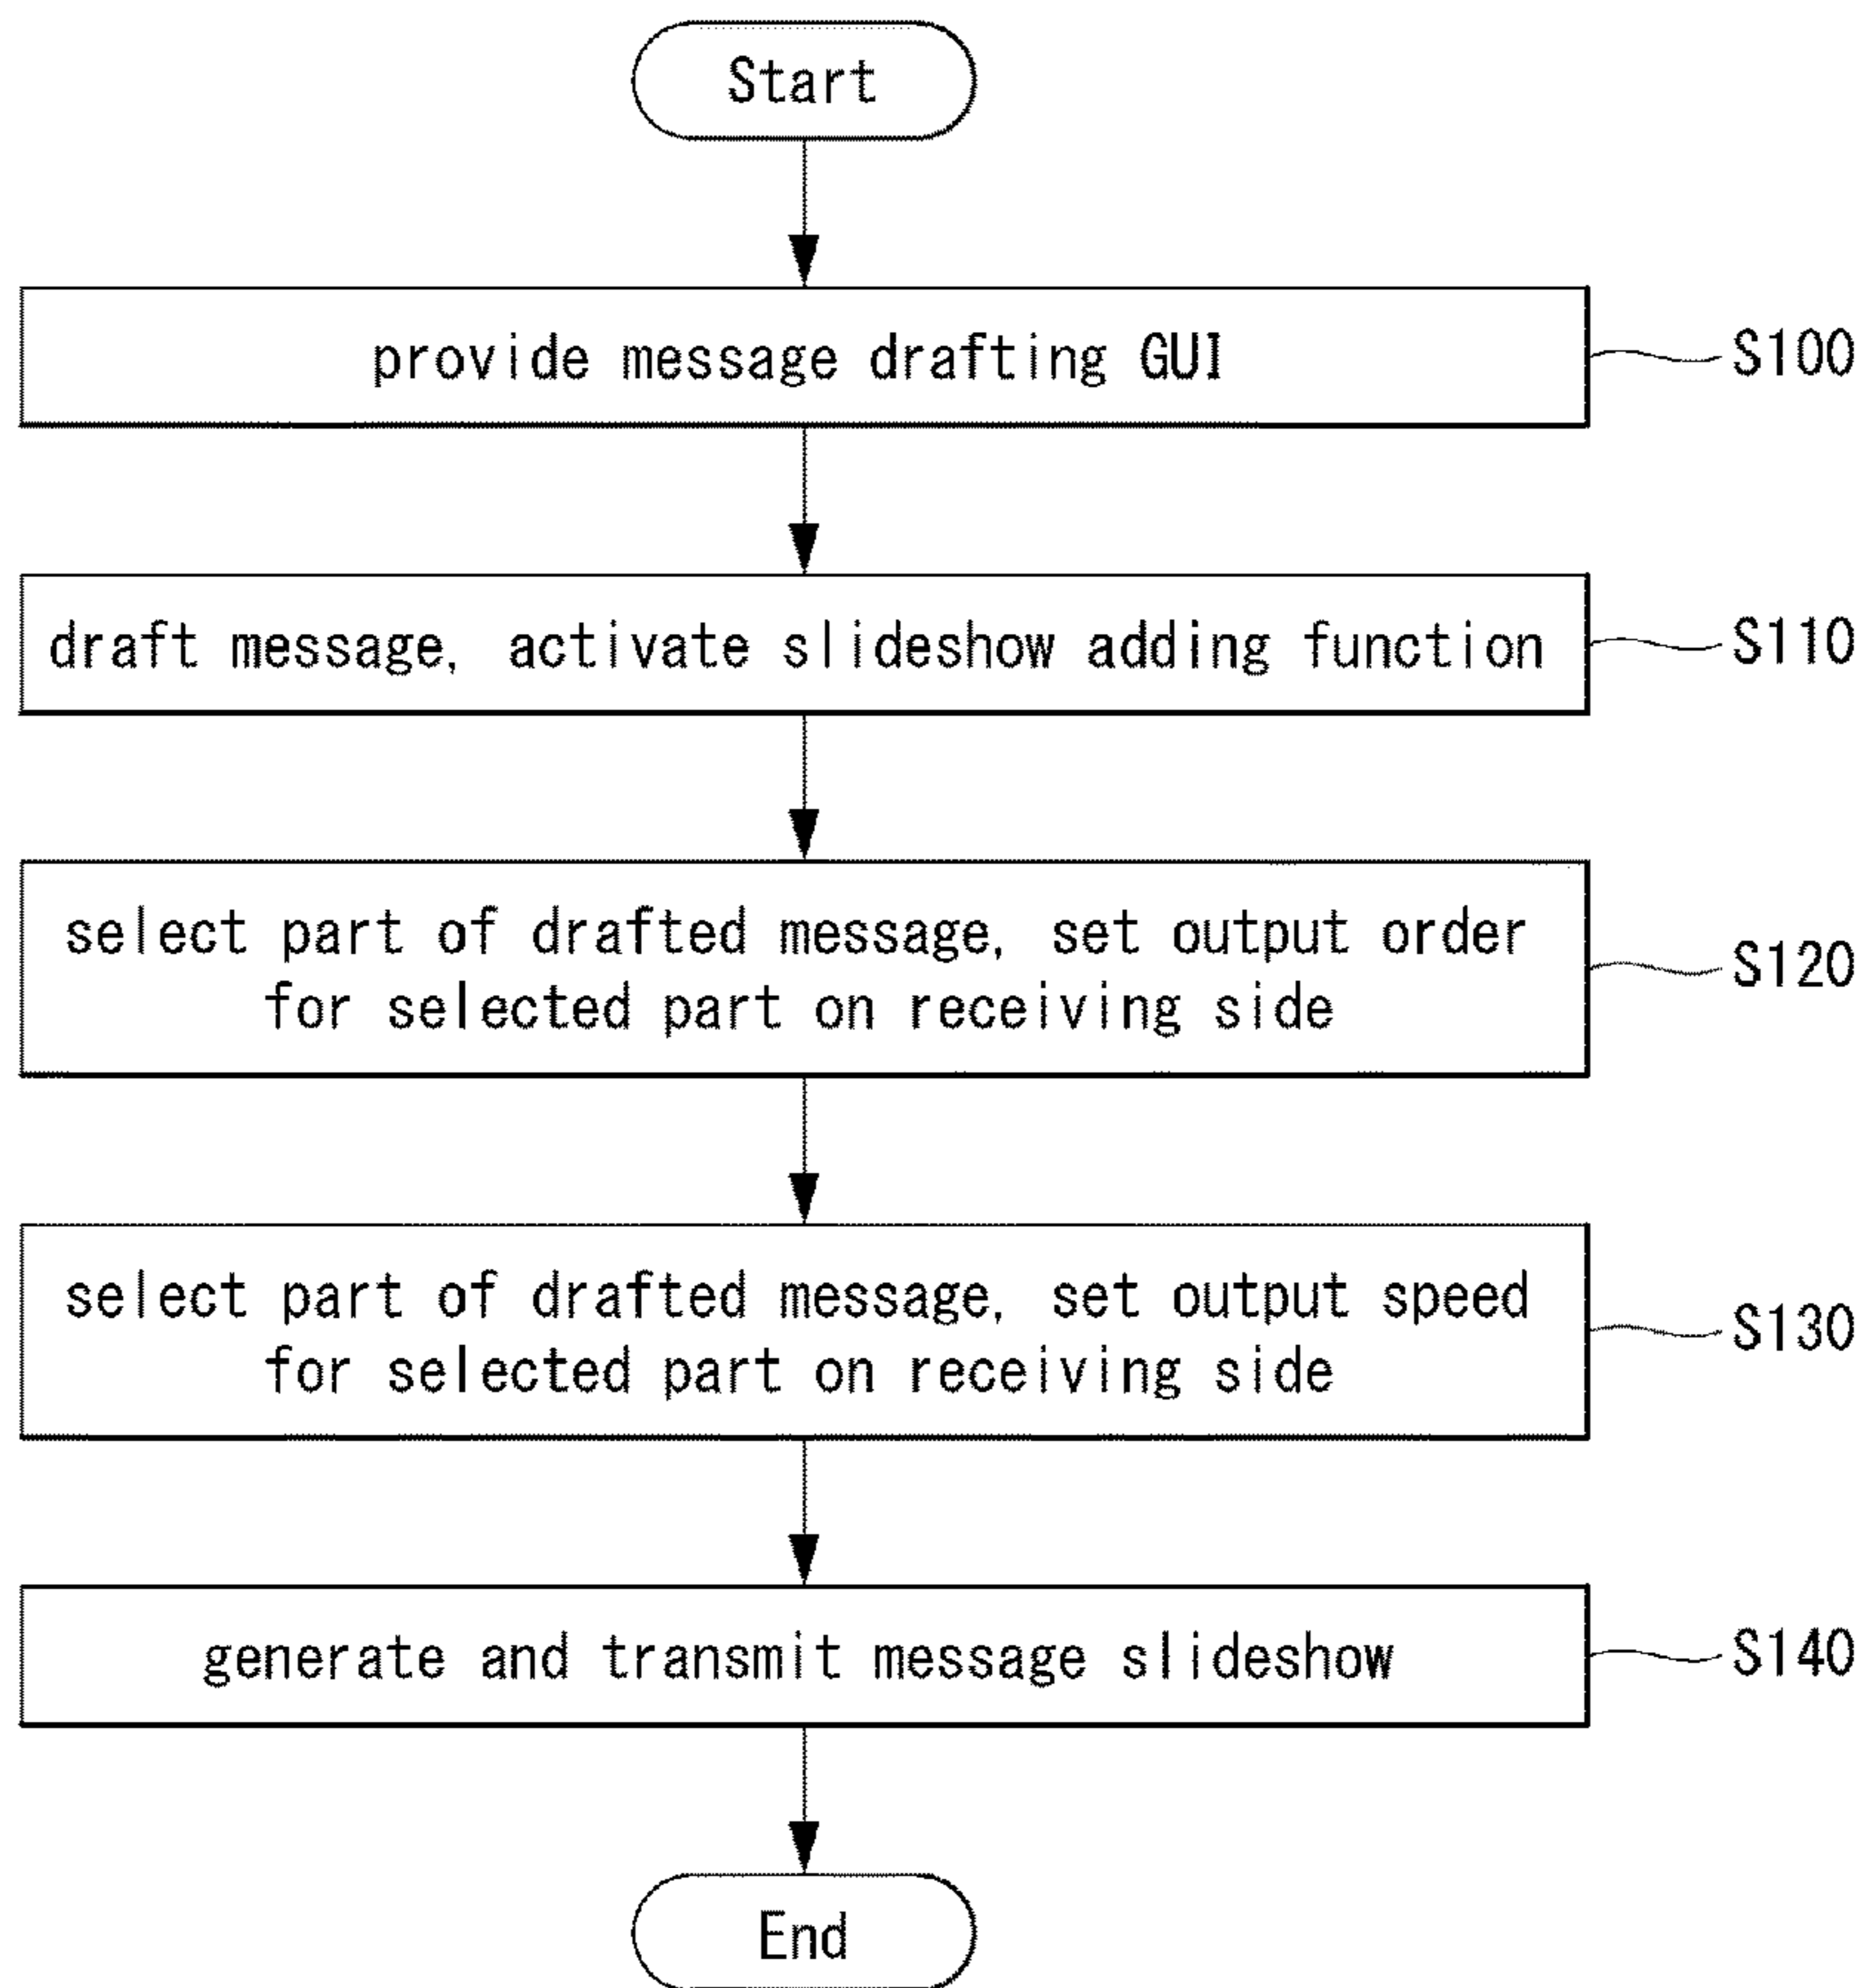 Start
provide message drafting GUI
S100
draft message, activate slideshow adding function
S110
select part of drafted message, set output order
for selected part on receiving side
S120
select part of drafted message, set output speed
for selected part on receiving side
S130
generate and transmit message slideshow
S140
End